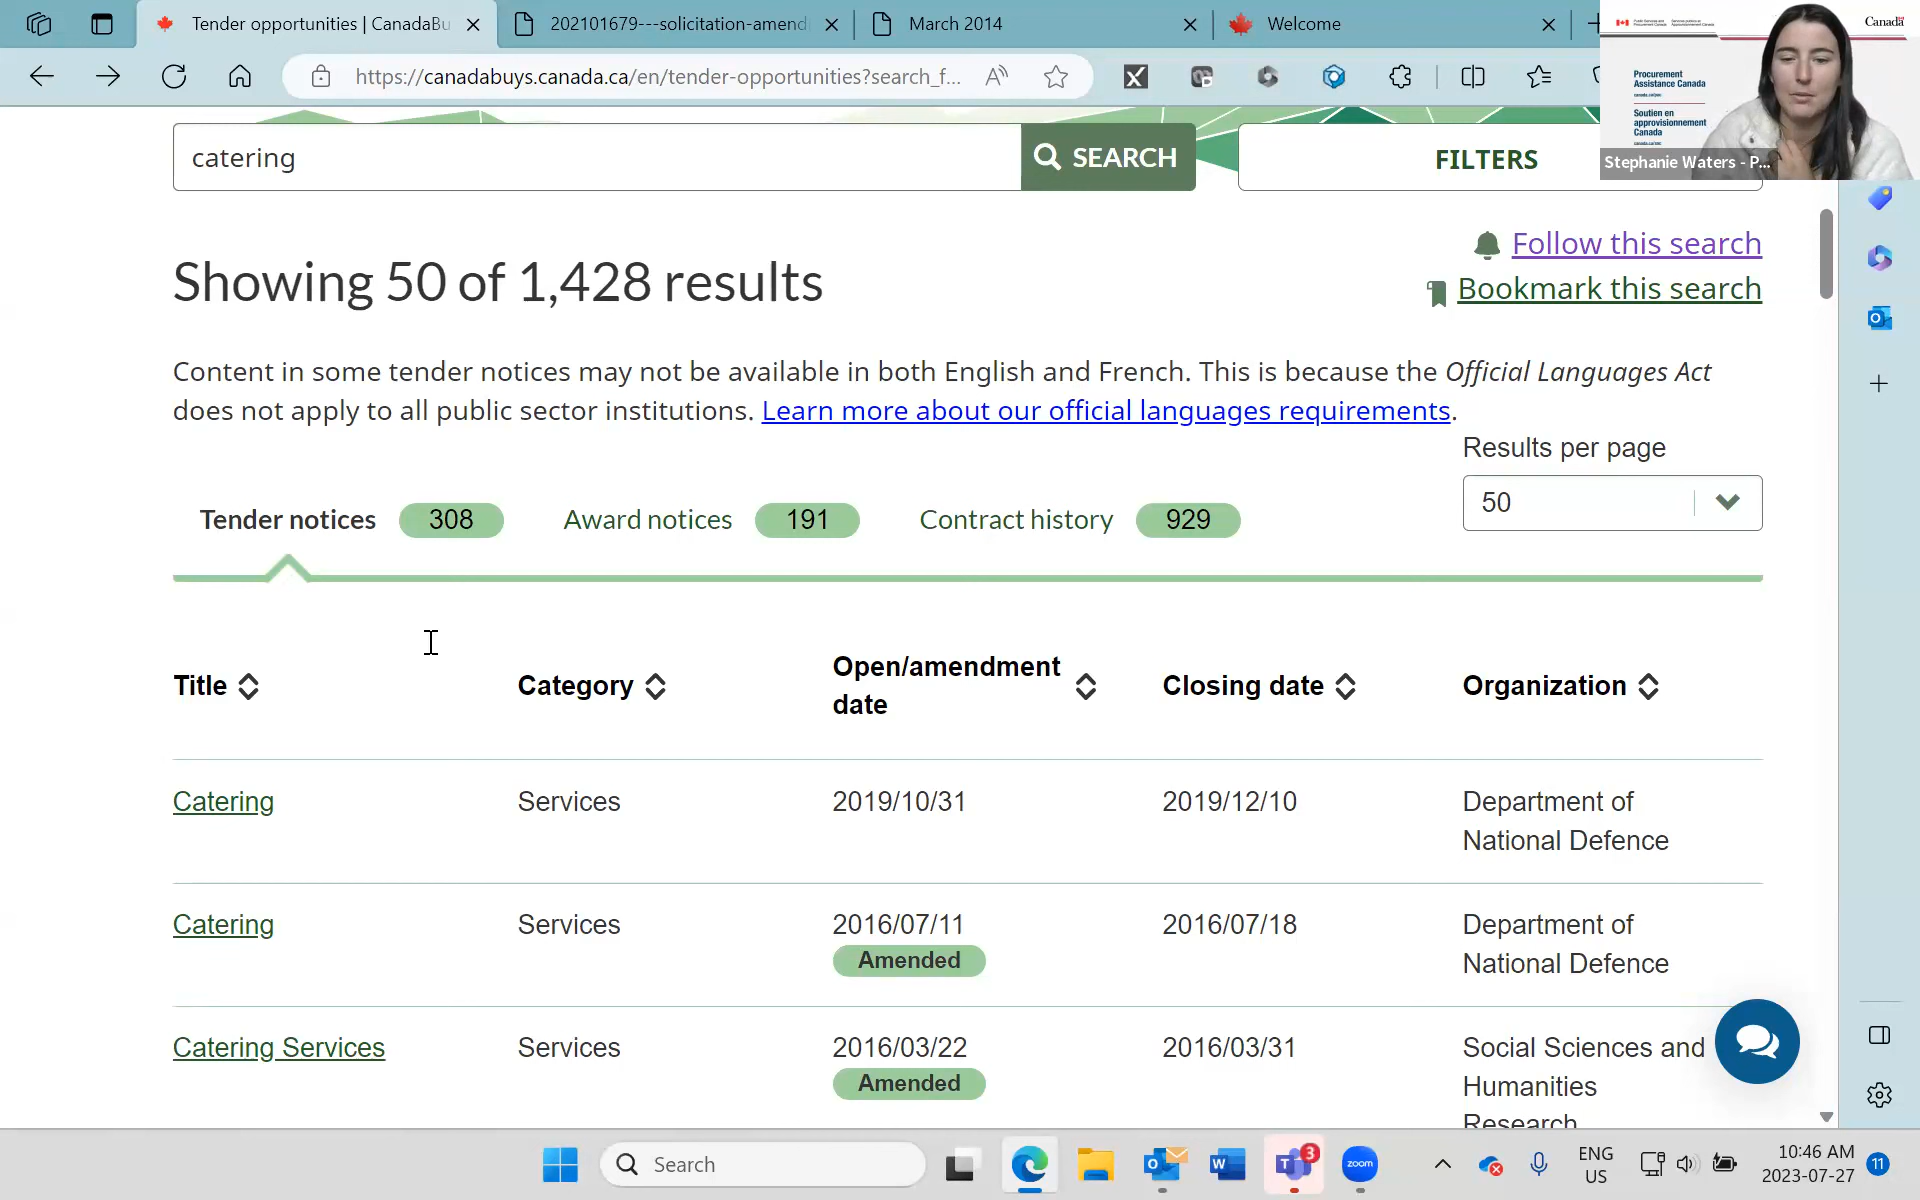 Tender opportunities | CanadaBu
202101679---solicitation-amend
March 2014
Welcome
https://canadabuys.canada.ca/en/tender-opportunities?search_f...
Canada
Procurement
Assistance Canada
Soutien en
approvisionnement
Canada
Stephanie Waters - P...
catering
SEARCH
FILTERS
Showing 50 of 1,428 results
Follow this search
Bookmark this search
Content in some tender notices may not be available in both English and French. This is because the Official Languages Act
does not apply to all public sector institutions. Learn more about our official languages requirements.
Results per page
50
Tender notices 308 Award notices 191 Contract history 929
Title Category Open/amendment date Closing date Organization
Catering Services 2019/10/31 2019/12/10 Department of
National Defence
Catering Services 2016/07/11 2016/07/18 Department of
Amended National Defence
Catering Services Services 2016/03/22 2016/03/31 Social Sciences and
Amended Humanities
Research
Search
3
zoom
ENG
US
10:46 AM
2023-07-27
11